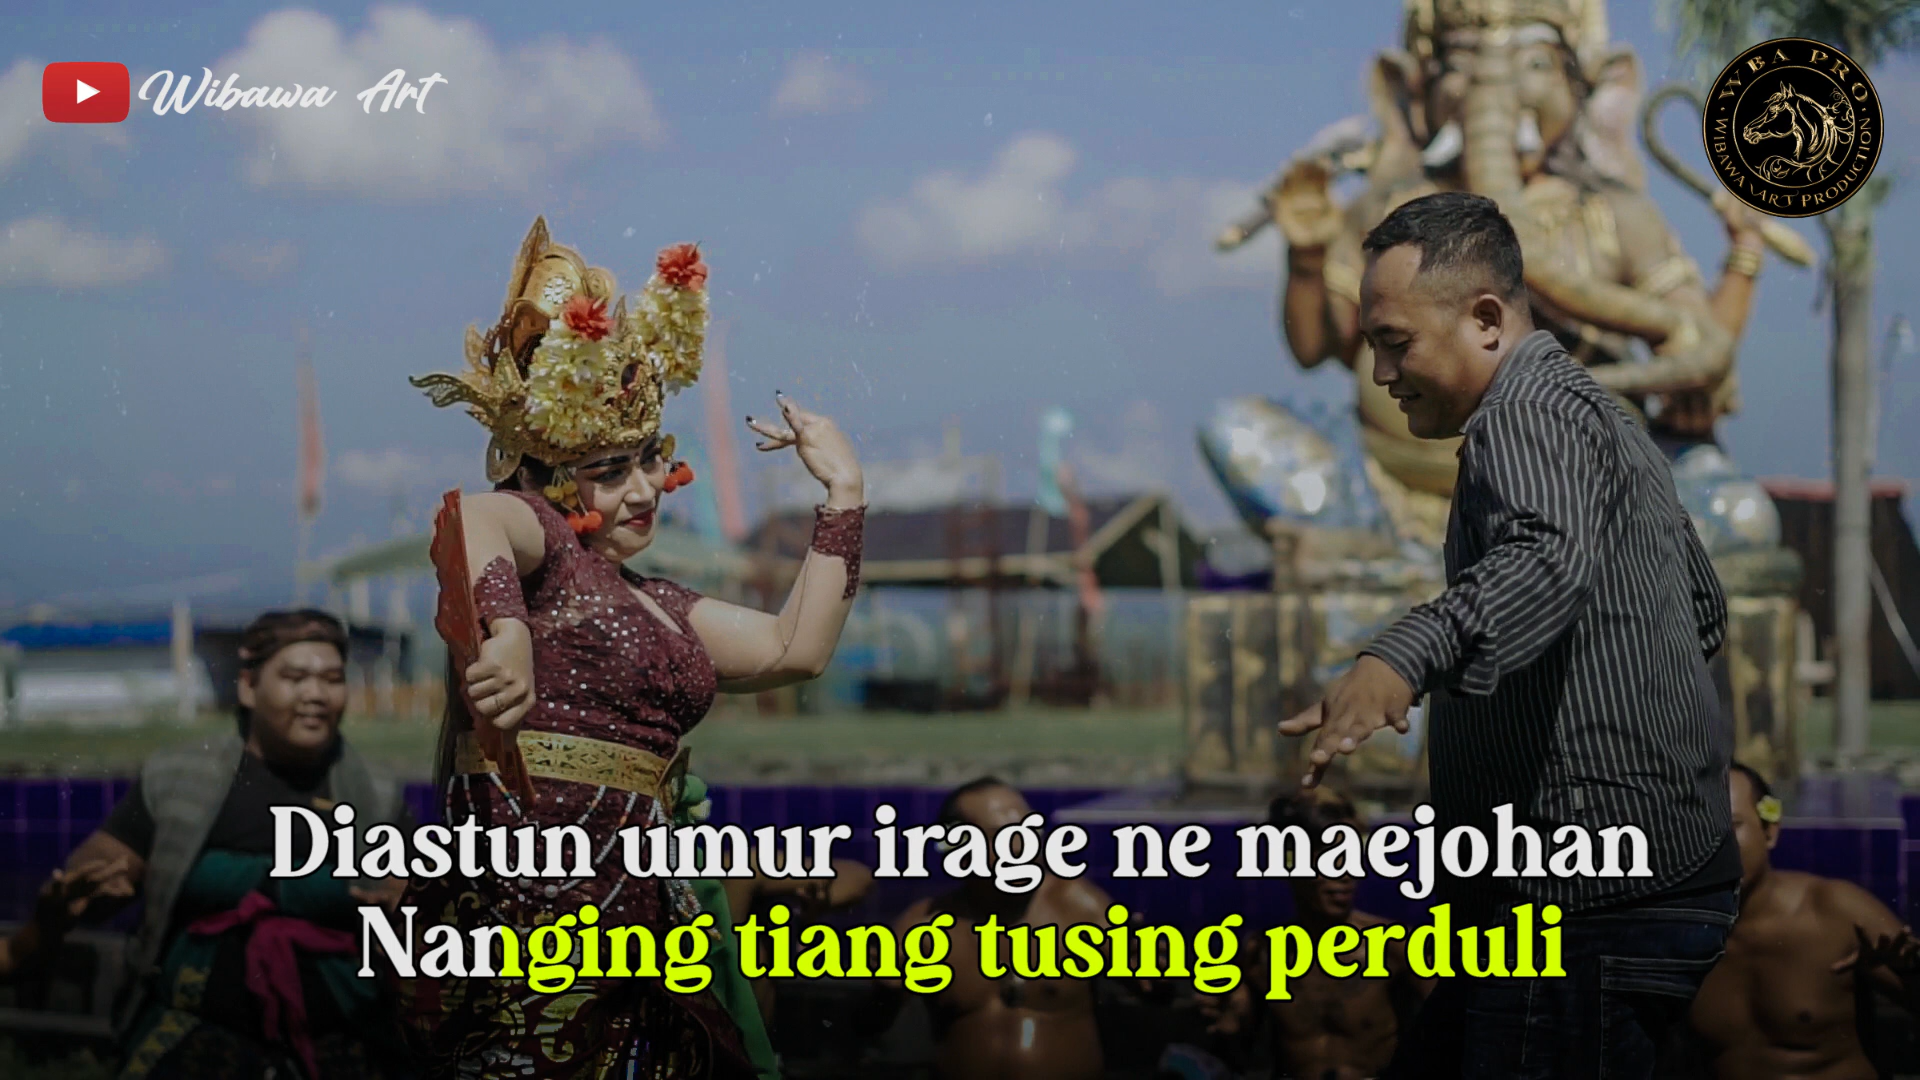 Wibawa Art
WBA PRO
WIBAWA ART PRODUCTION
Diastun umur irage ne maejohan
Nanging tiang tusing perduli